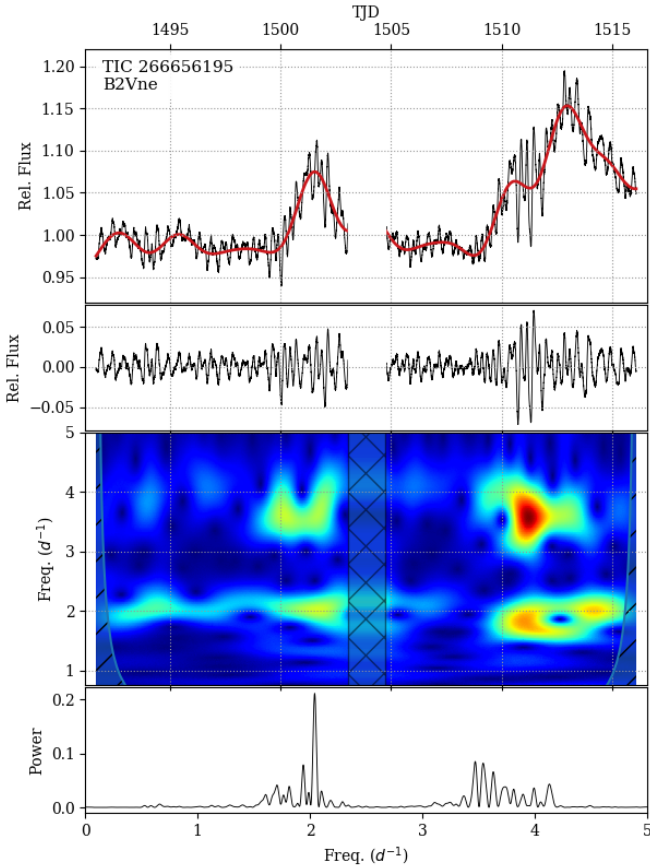 TJD
1495 1500 1505 1510 1515
TIC 266656195
B2Vne
1.20
1.15
1.10
1.05
1.00
0.95
Rel. Flux
0.05
0.00
−0.05
Rel. Flux
5
4
3
2
1
Freq. (d⁻¹)
0.2
0.1
0.0
Power
0 1 2 3 4 5
Freq. (d⁻¹)